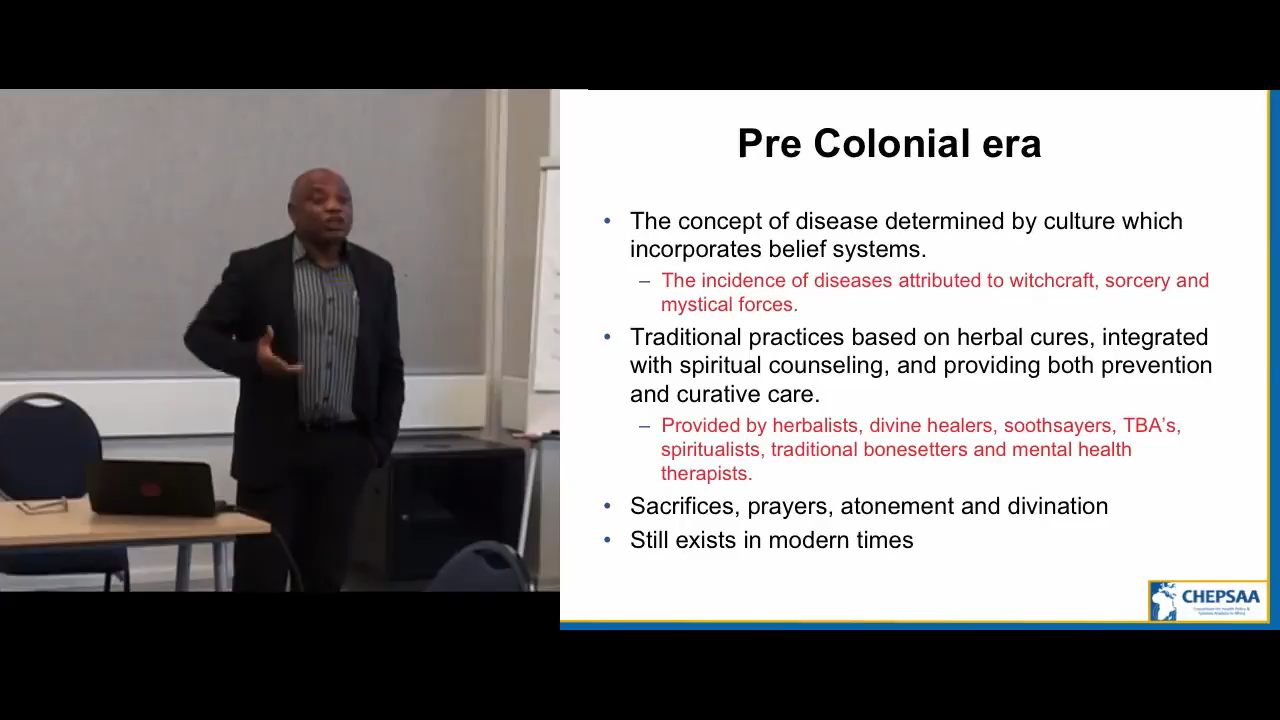 Pre Colonial era
• The concept of disease determined by culture which
incorporates belief systems.
– The incidence of diseases attributed to witchcraft, sorcery and
mystical forces.
• Traditional practices based on herbal cures, integrated
with spiritual counseling, and providing both prevention
and curative care.
– Provided by herbalists, divine healers, soothsayers, TBA's,
spiritualists, traditional bonesetters and mental health
therapists.
• Sacrifices, prayers, atonement and divination
• Still exists in modern times
CHEPSAA